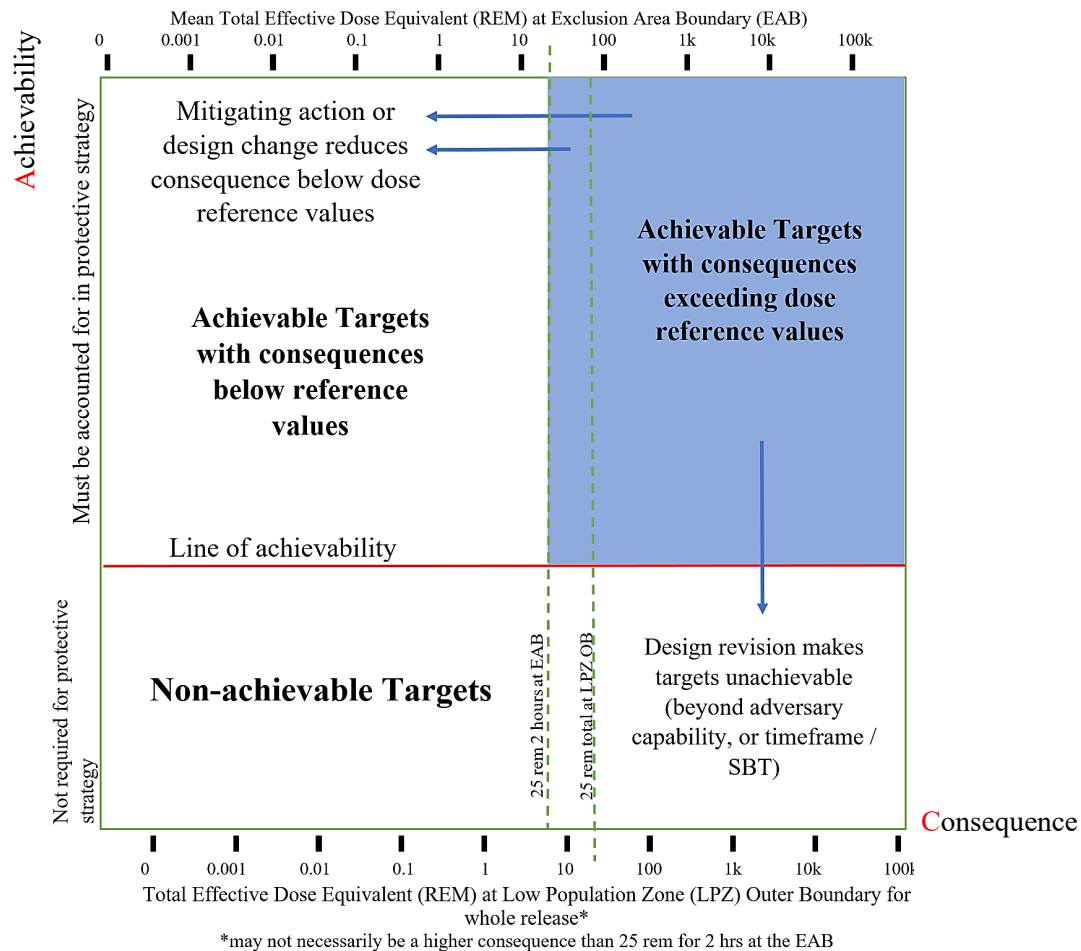 Mean Total Effective Dose Equivalent (REM) at Exclusion Area Boundary (EAB)
0 0.001 0.01 0.1 1 10 100 1k 10k 100k
Achievability
Must be accounted for in protective strategy
Mitigating action or
design change reduces
consequence below dose
reference values
Achievable Targets
with consequences
exceeding dose
reference values
Achievable Targets
with consequences
below reference
values
Line of achievability
Not required for protective
strategy
Non-achievable Targets
25 rem 2 hours at EAB
25 rem total at LPZ OB
Design revision makes
targets unachievable
(beyond adversary
capability, or timeframe /
SBT)
Consequence
0 0.001 0.01 0.1 1 10 100 1k 10k 100k
Total Effective Dose Equivalent (REM) at Low Population Zone (LPZ) Outer Boundary for
whole release*
*may not necessarily be a higher consequence than 25 rem for 2 hrs at the EAB